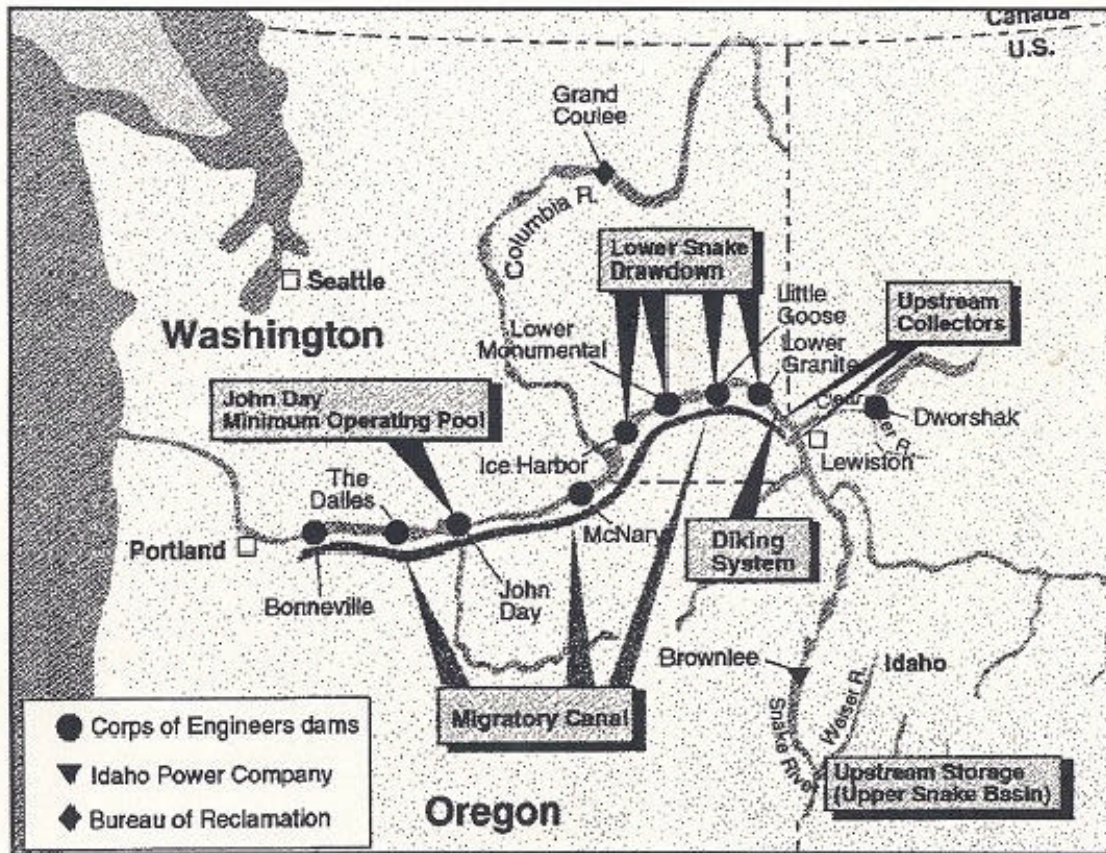 Canada
U.S.
Grand
Coulee
Columbia R.
Lower Snake
Drawdown
Seattle
Washington
Little
Goose
Upstream
Collectors
Lower
Monumental
Lower
Granite
John Day
Minimum Operating Pool
Clear
er R.
Dworshak
Ice Harbor
Lewiston
The
Dalles
McNary
Diking
System
Portland
John
Day
Bonneville
Brownlee
Idaho
Migratory Canal
Weiser R.
Snake River
Corps of Engineers dams
Idaho Power Company
Bureau of Reclamation
Upstream Storage
(Upper Snake Basin)
Oregon